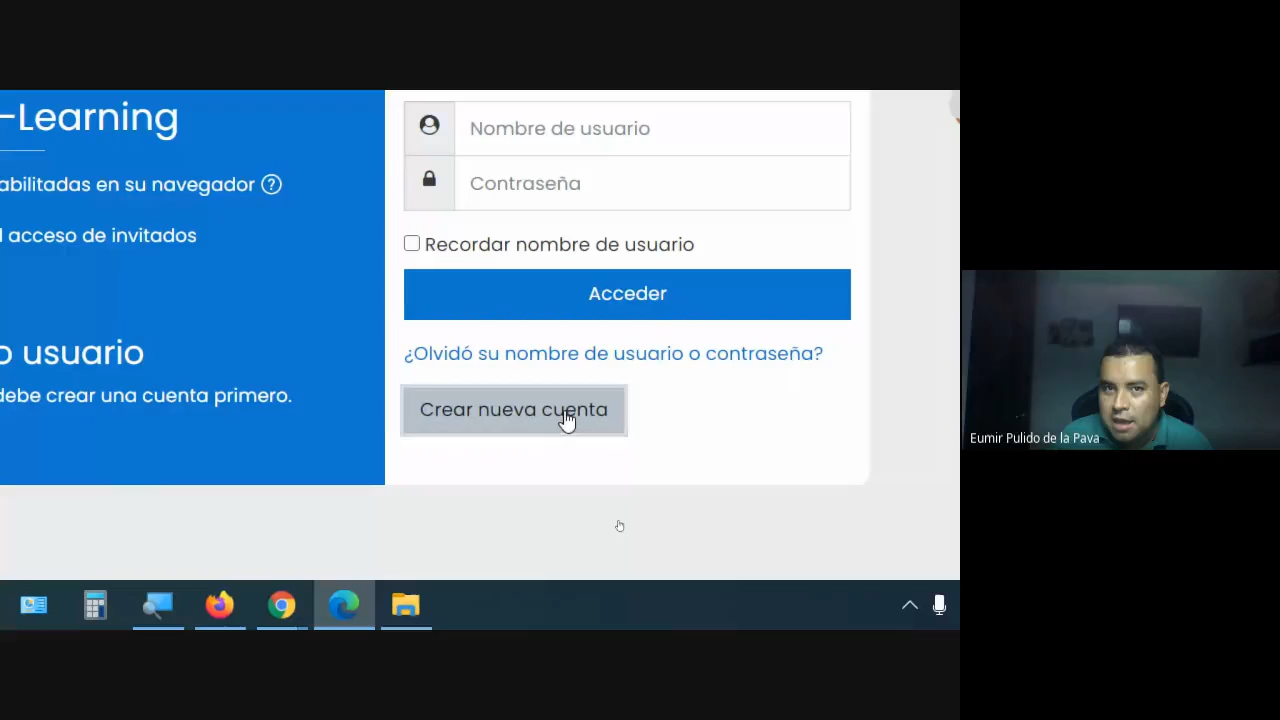 -Learning
abilitadas en su navegador
l acceso de invitados
o usuario
debe crear una cuenta primero.
Nombre de usuario
Contraseña
Recordar nombre de usuario
Acceder
¿Olvidó su nombre de usuario o contraseña?
Crear nueva cuenta
Eumir Pulido de la Pava